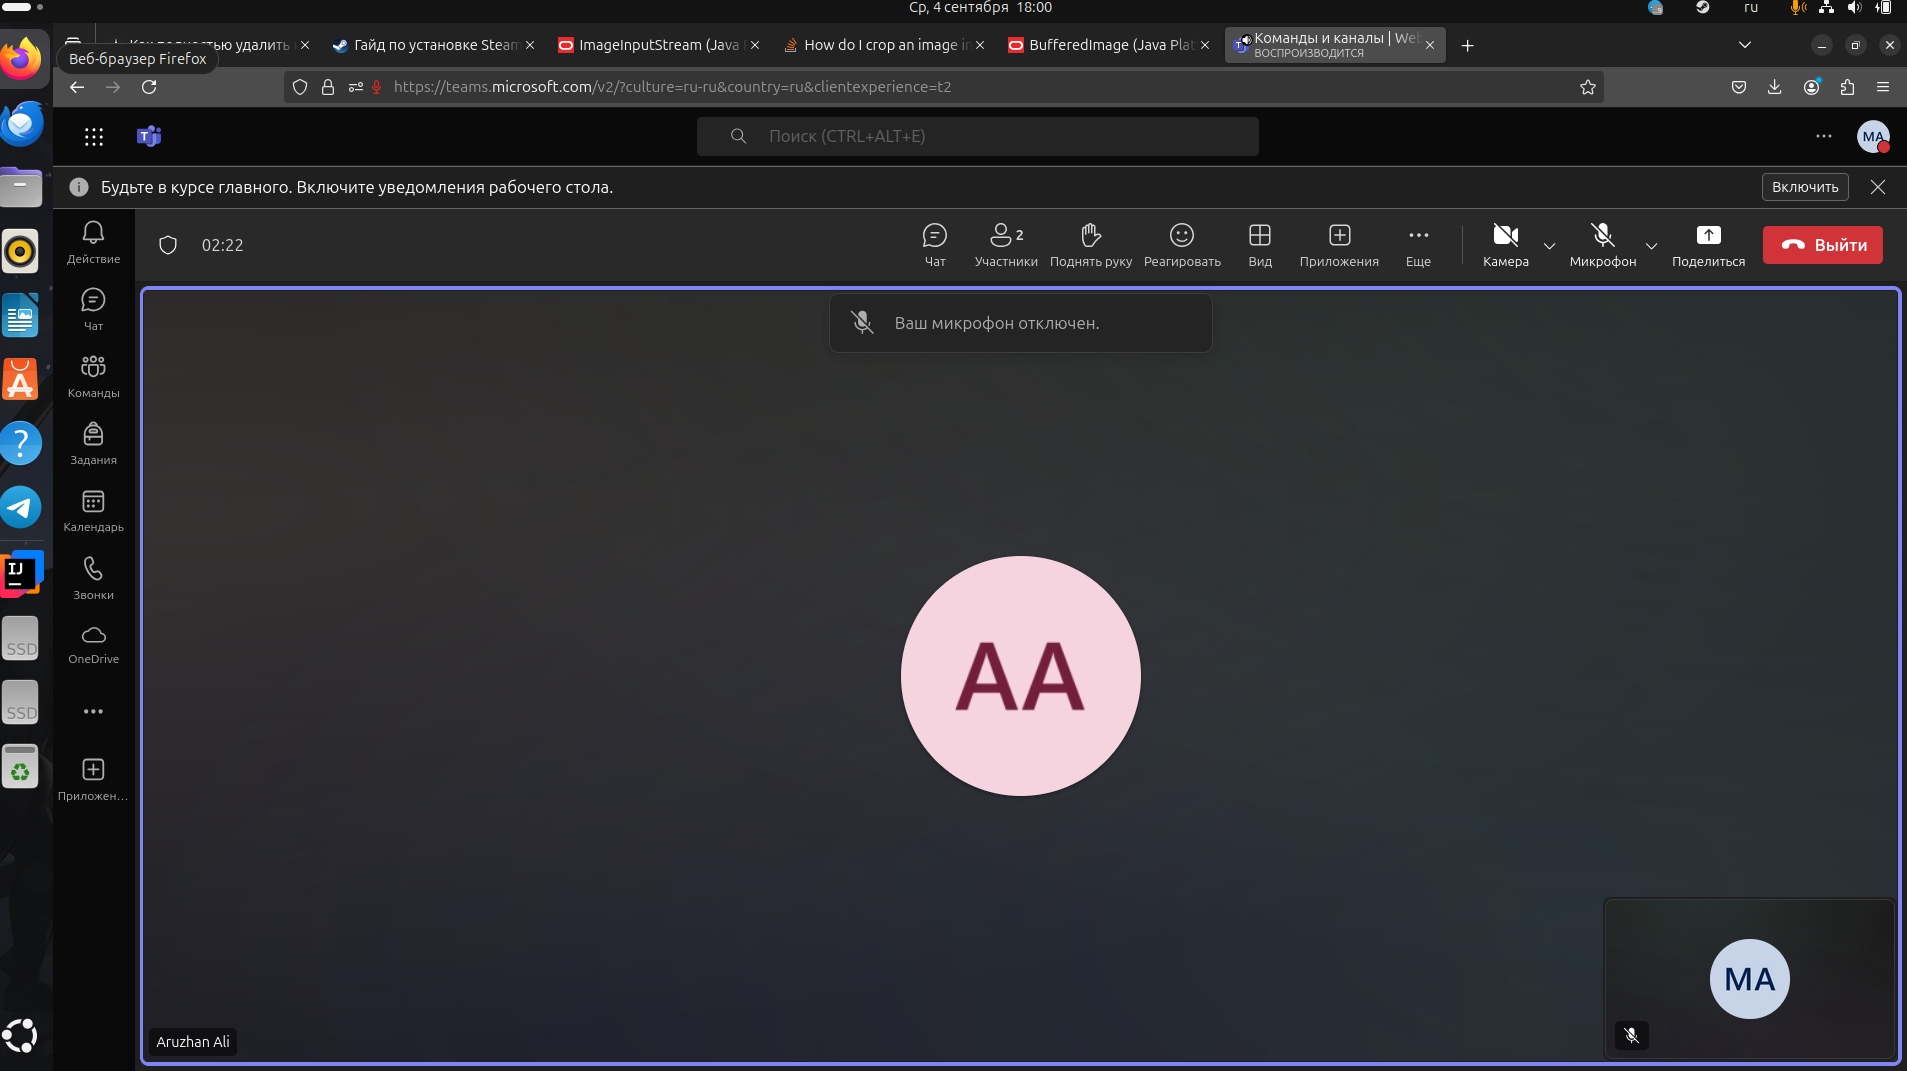 Ср, 4 сентября 18:00
ru
Как полностью удалить
Гайд по установке Steam
ImageInputStream (Java
How do I crop an image in
BufferedImage (Java Plat
Команды и каналы | Web
ВОСПРОИЗВОДИТСЯ
Веб-браузер Firefox
https://teams.microsoft.com/v2/?culture=ru-ru&country=ru&clientexperience=t2
T
Поиск (CTRL+ALT+E)
MA
Будьте в курсе главного. Включите уведомления рабочего стола.
Включить
02:22
Чат
Участники
2
Поднять руку
Реагировать
Вид
Приложения
Еще
Камера
Микрофон
Поделиться
Выйти
Действие
Чат
Команды
Задания
Календарь
Звонки
OneDrive
Приложен...
IJ
SSD
SSD
Ваш микрофон отключен.
AA
Aruzhan Ali
MA